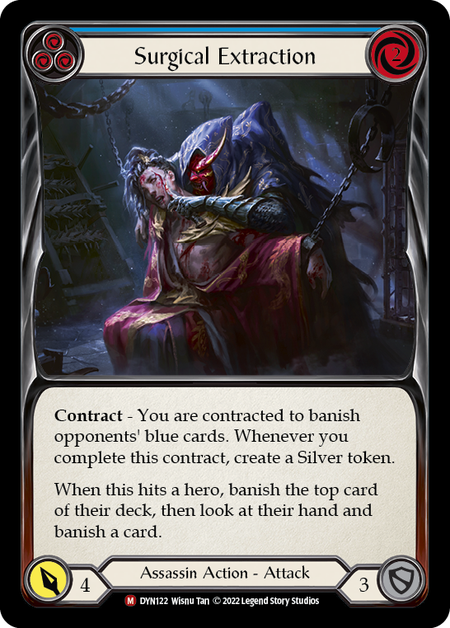 Surgical Extraction
2
Contract - You are contracted to banish
opponents' blue cards. Whenever you
complete this contract, create a Silver token.
When this hits a hero, banish the top card
of their deck, then look at their hand and
banish a card.
4
Assassin Action - Attack
3
M DYN122 Wisnu Tan © 2022 Legend Story Studios